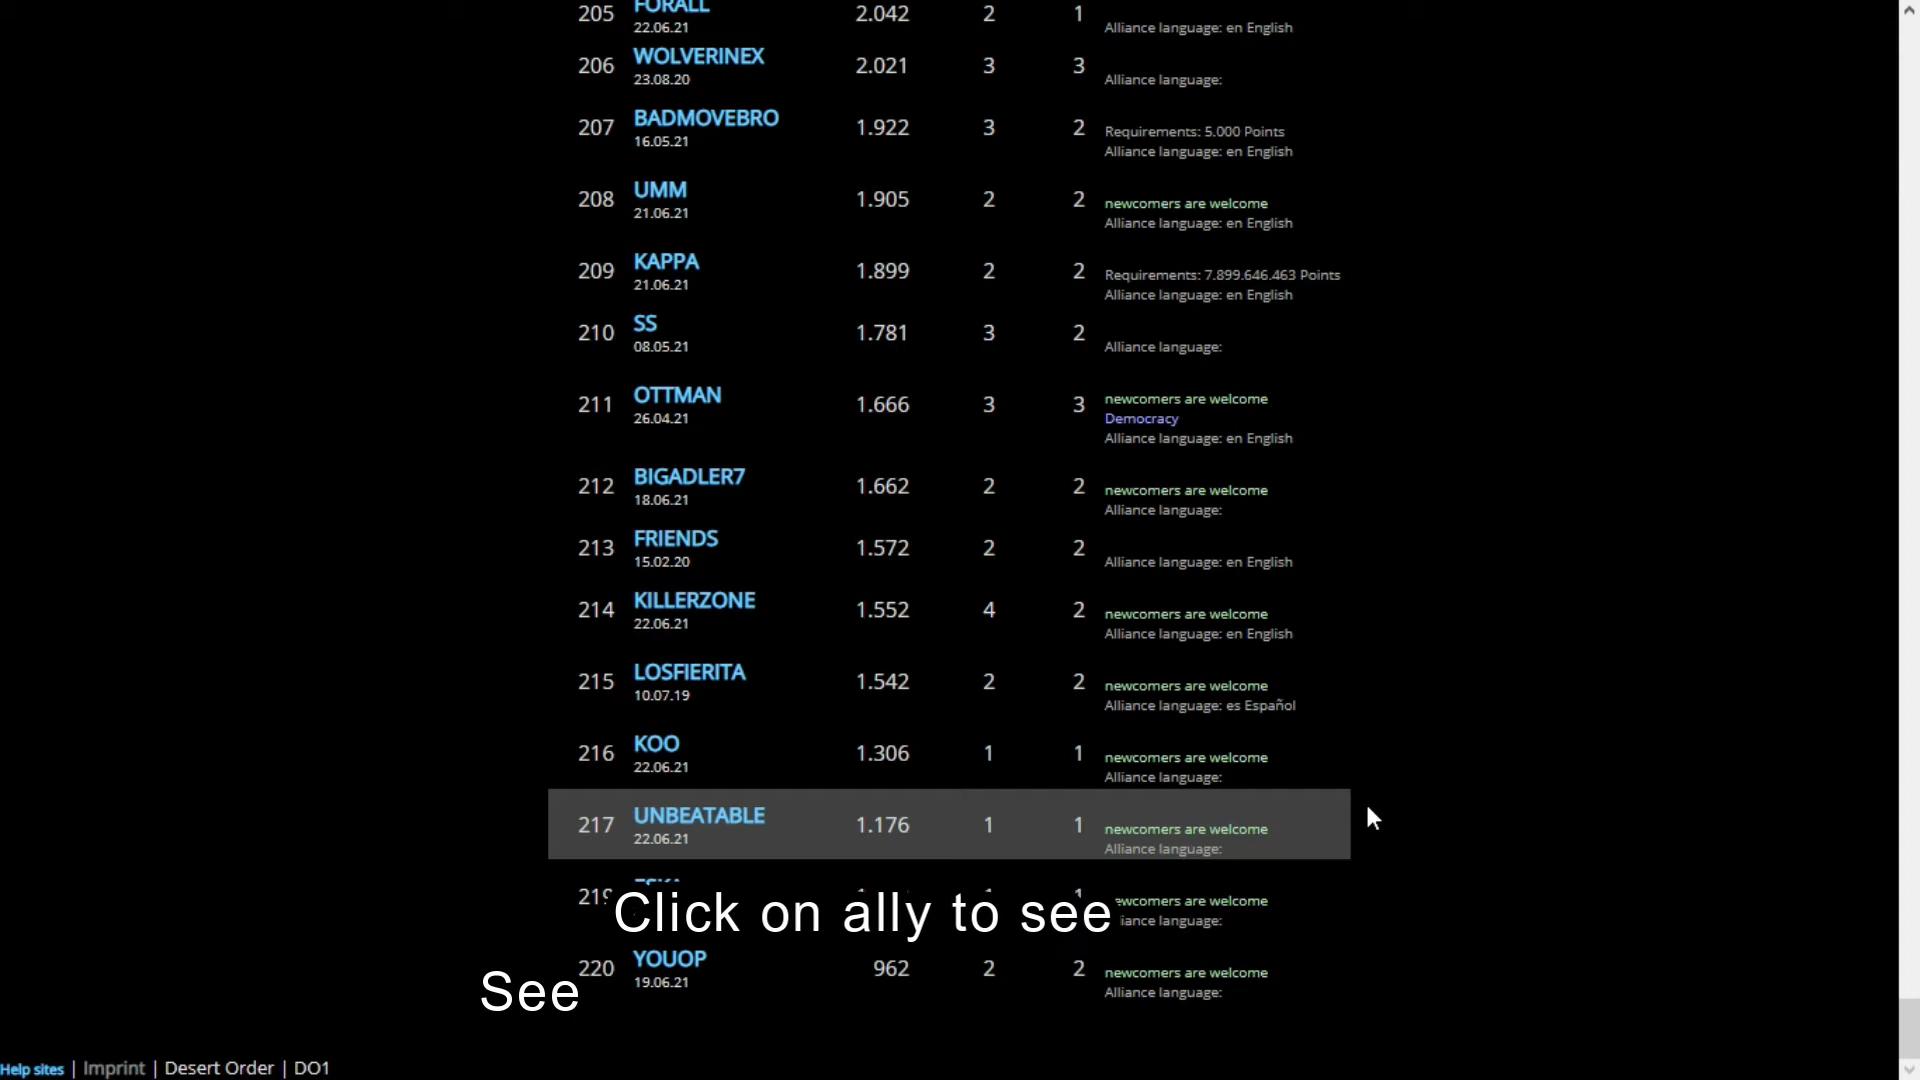 205 FORALL 2.042 2 1
22.06.21 Alliance language: en English
206 WOLVERINEX 2.021 3 3
23.08.20 Alliance language:
207 BADMOVEBRO 1.922 3 2 Requirements: 5.000 Points
16.05.21 Alliance language: en English
208 UMM 1.905 2 2 newcomers are welcome
21.06.21 Alliance language: en English
209 KAPPA 1.899 2 2 Requirements: 7.899.646.463 Points
21.06.21 Alliance language: en English
210 SS 1.781 3 2
08.05.21 Alliance language:
211 OTTMAN 1.666 3 3 newcomers are welcome
26.04.21 Democracy
Alliance language: en English
212 BIGADLER7 1.662 2 2 newcomers are welcome
18.06.21 Alliance language:
213 FRIENDS 1.572 2 2
15.02.20 Alliance language: en English
214 KILLERZONE 1.552 4 2 newcomers are welcome
22.06.21 Alliance language: en English
215 LOSFIERITA 1.542 2 2 newcomers are welcome
10.07.19 Alliance language: es Español
216 KOO 1.306 1 1 newcomers are welcome
22.06.21 Alliance language:
217 UNBEATABLE 1.176 1 1 newcomers are welcome
22.06.21 Alliance language:
219 1 are welcome
Click on ally to see language:
220 YOUOP 962 2 2 newcomers are welcome
19.06.21 Alliance language:
See
Help sites | Imprint | Desert Order | DO1